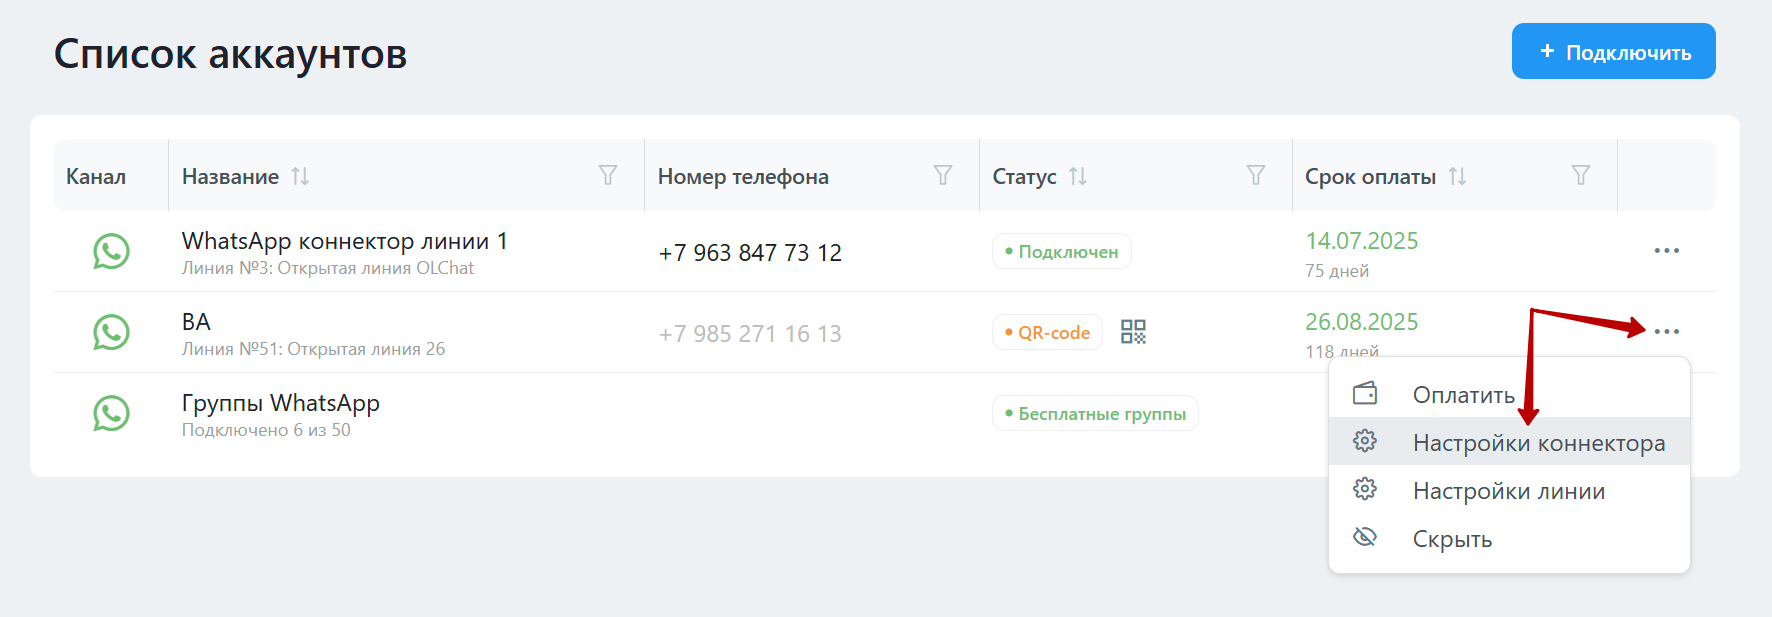 Список аккаунтов
+ Подключить
Канал Название Номер телефона Статус Срок оплаты
WhatsApp коннектор линии 1
Линия №3: Открытая линия OLChat
+7 963 847 73 12
Подключен
14.07.2025
75 дней
ВА
Линия №51: Открытая линия 26
+7 985 271 16 13
QR-code
26.08.2025
118 дней
Группы WhatsApp
Подключено 6 из 50
Бесплатные группы
Оплатить
Настройки коннектора
Настройки линии
Скрыть